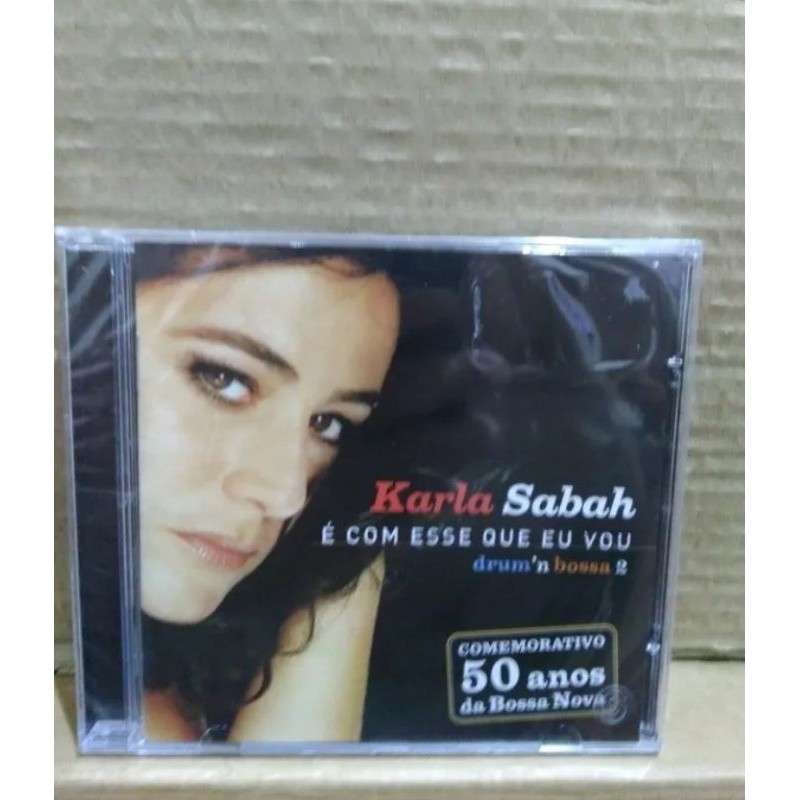 Karla Sabah
É COM ESSE QUE EU VOU
drum'n bossa 2
COMEMORATIVO
50 anos
da Bossa Nova